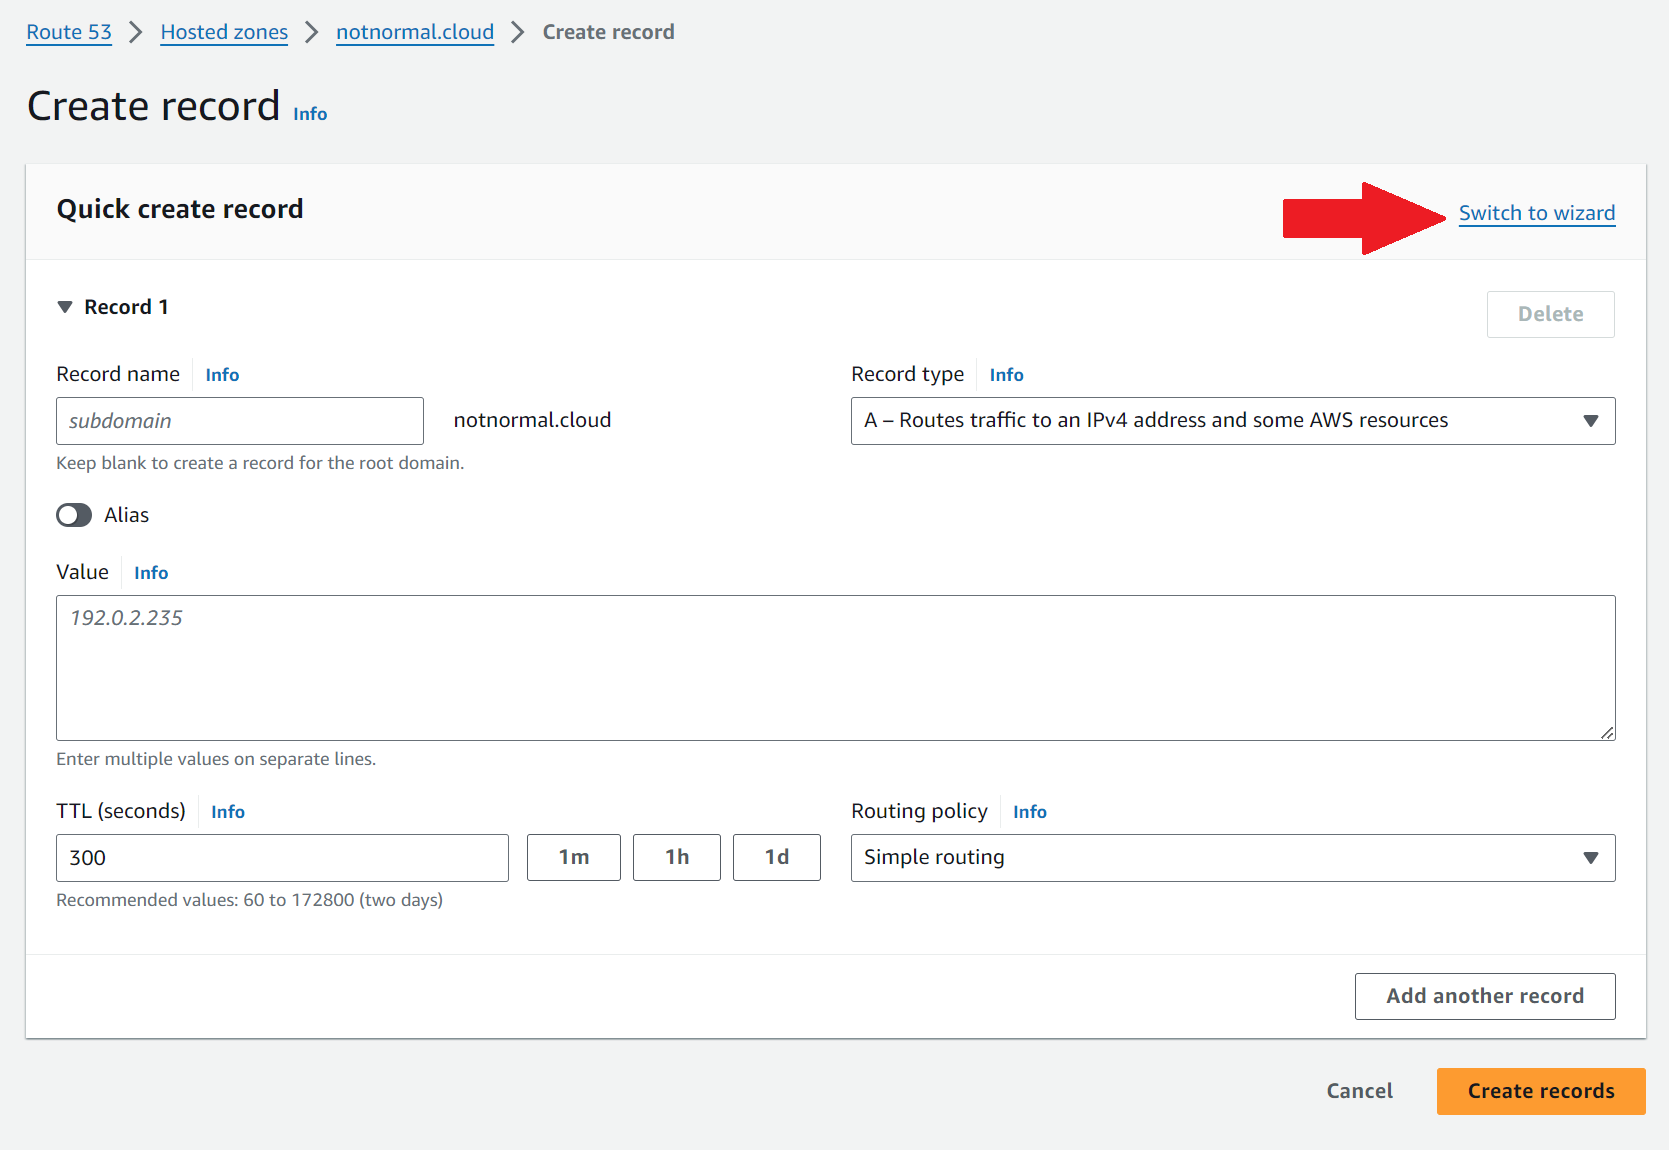 Route 53 > Hosted zones > notnormal.cloud > Create record
Create record Info
Quick create record
Switch to wizard
Record 1
Delete
Record name Info
Record type Info
subdomain
notnormal.cloud
A – Routes traffic to an IPv4 address and some AWS resources
Keep blank to create a record for the root domain.
Alias
Value Info
192.0.2.235
Enter multiple values on separate lines.
TTL (seconds) Info
Routing policy Info
300
1m
1h
1d
Simple routing
Recommended values: 60 to 172800 (two days)
Add another record
Cancel
Create records